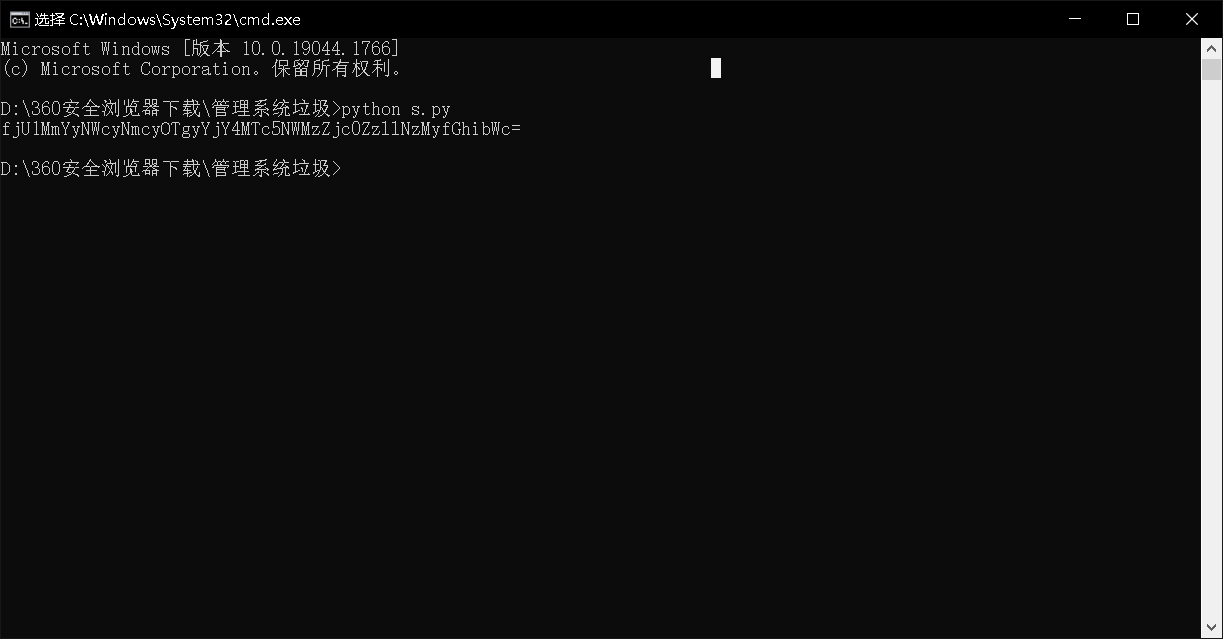 选择 C:\Windows\System32\cmd.exe
Microsoft Windows [版本 10.0.19044.1766]
(c) Microsoft Corporation。保留所有权利。
D:\360安全浏览器下载\管理系统垃圾>python s.py
fjU1MmYyNWcyNmcyOTgyYjY4MTc5NWMzZjc0ZzllNzMyfGhibWc=
D:\360安全浏览器下载\管理系统垃圾>